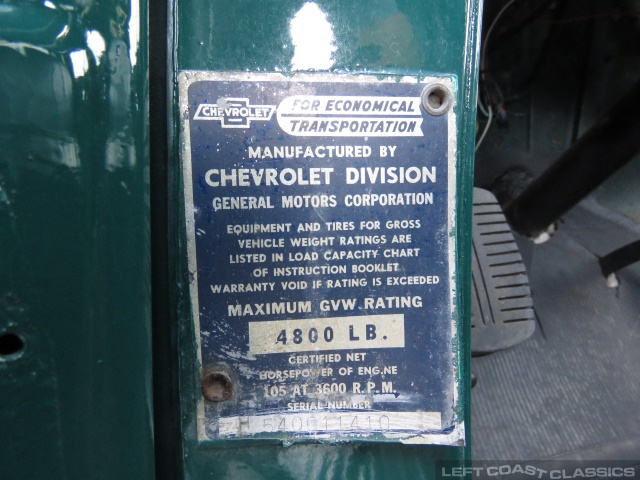 CHEVROLET
FOR ECONOMICAL
TRANSPORTATION
MANUFACTURED BY
CHEVROLET DIVISION
GENERAL MOTORS CORPORATION
EQUIPMENT AND TIRES FOR GROSS
VEHICLE WEIGHT RATINGS ARE
LISTED IN LOAD CAPACITY CHART
OF INSTRUCTION BOOKLET
WARRANTY VOID IF RATING IS EXCEEDED
MAXIMUM GVW RATING
4800 LB.
CERTIFIED NET
HORSEPOWER OF ENGINE
105 AT 3600 R.P.M.
SERIAL NUMBER
LEFT COAST CLASSICS